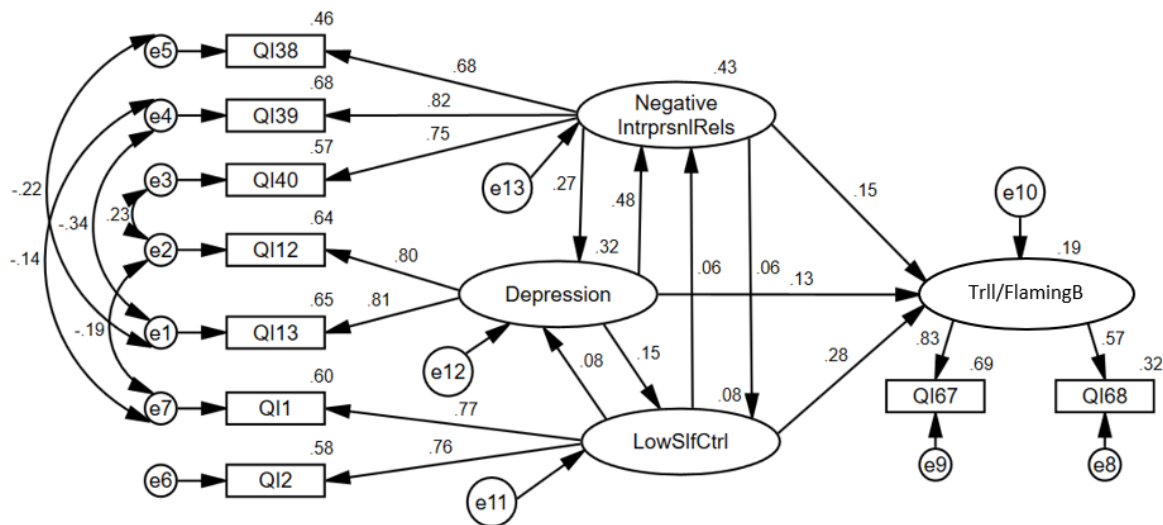 .46
e5
QI38
.68
.43
.68
e4
QI39
.82
Negative
IntrprsnlRels
.57
.75
e3
QI40
e13
-.22
-.34
.23
.27
.48
.15
e10
.64
-.14
e2
QI12
.80
.32
.06
.06
.19
Depression
.13
Trll/FlamingB
.65
.81
-.19
e1
QI13
e12
.08
.15
.28
.83
.57
.60
.69
.32
e7
QI1
.77
.08
QI67
QI68
LowSlfCtrl
.58
.76
e6
QI2
e11
e9
e8